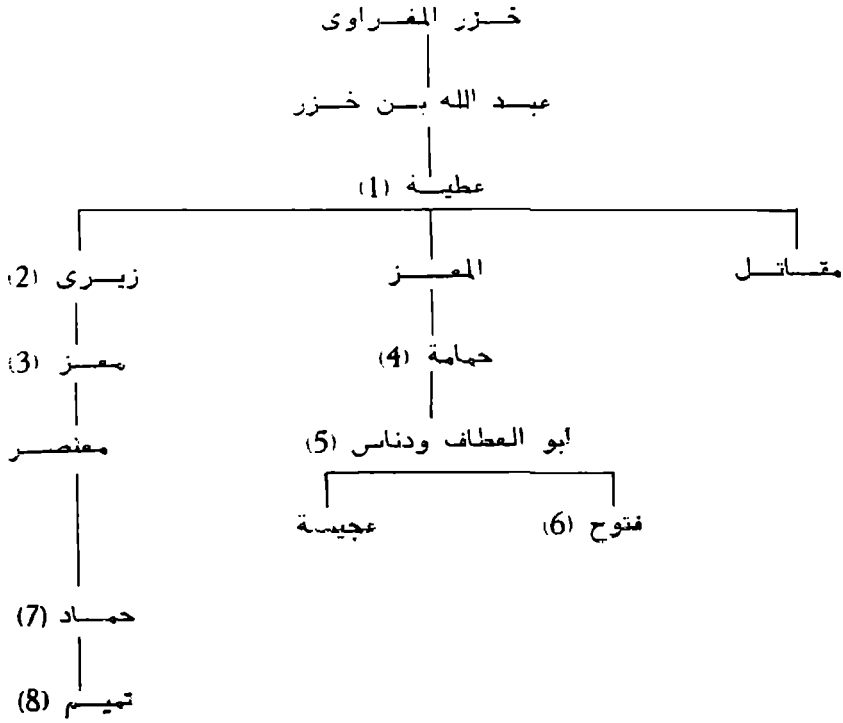 خزر المغراوى
عبد الله بن خزر
عطية (1)
مقاتل المعز زيرى (2)
حمامة (4) معز (3)
ابو العطاف ودناس (5) معنصر
فتوح (6) عجيسة
حماد (7)
تميم (8)